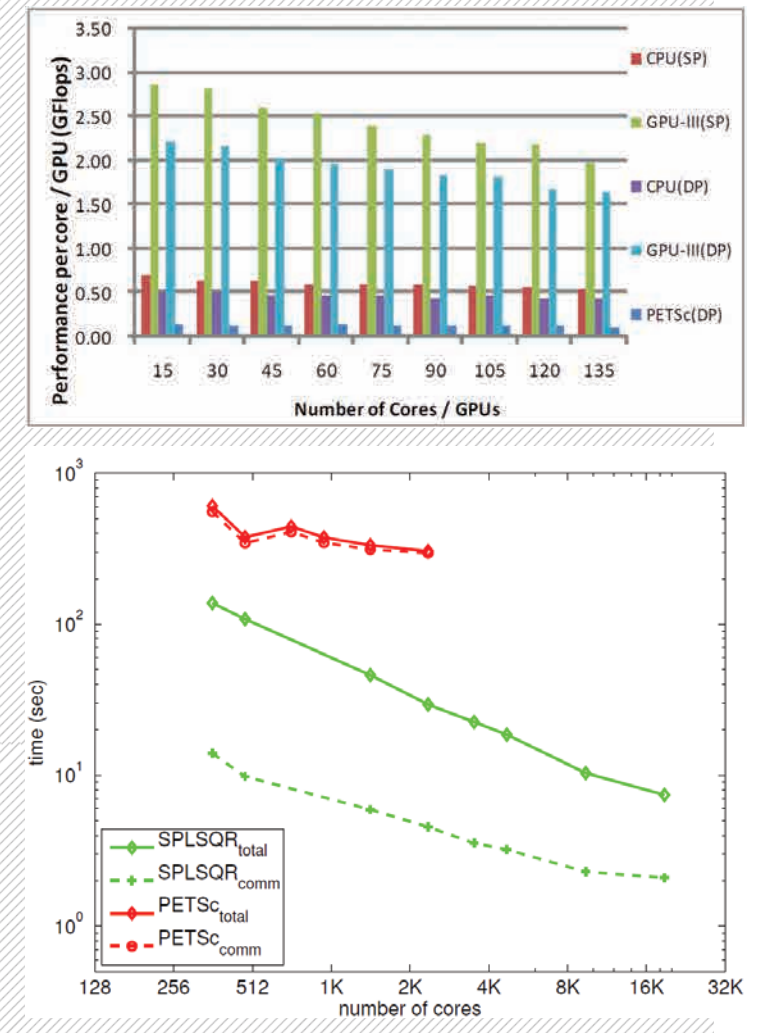 3.50
3.00
2.50
2.00
1.50
1.00
0.50
0.00
Performance per core / GPU (GFlops)
15 30 45 60 75 90 105 120 135
Number of Cores / GPUs
CPU(SP)
GPU-III(SP)
CPU(DP)
GPU-III(DP)
PETSc(DP)
10^3
10^2
10^1
10^0
time (sec)
SPLSQR_total
SPLSQR_comm
PETSc_total
PETSc_comm
128 256 512 1K 2K 4K 8K 16K 32K
number of cores